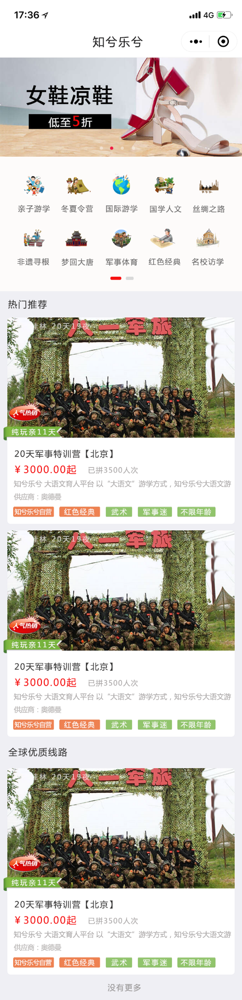 17:36
4G
知兮乐兮
女鞋凉鞋
低至5折
亲子游学 冬夏令营 国际游学 国学人文 丝绸之路
非遗寻根 梦回大唐 军事体育 红色经典 名校访学
热门推荐
桂林 20天19夜
八一军旅
人气热销
纯玩亲11天
20天军事特训营【北京】
¥3000.00起 已拼3500人次
知兮乐兮 大语文育人平台 以“大语文”游学方式，知兮乐兮大语文游
供应商：奥德曼
知兮乐兮自营 红色经典 武术 军事迷 不限年龄
桂林 20天19夜
八一军旅
人气热销
纯玩亲11天
20天军事特训营【北京】
¥3000.00起 已拼3500人次
知兮乐兮 大语文育人平台 以“大语文”游学方式，知兮乐兮大语文游
供应商：奥德曼
知兮乐兮自营 红色经典 武术 军事迷 不限年龄
全球优质线路
桂林 20天19夜
八一军旅
人气热销
纯玩亲11天
20天军事特训营【北京】
¥3000.00起 已拼3500人次
知兮乐兮 大语文育人平台 以“大语文”游学方式，知兮乐兮大语文游
供应商：奥德曼
知兮乐兮自营 红色经典 武术 军事迷 不限年龄
没有更多